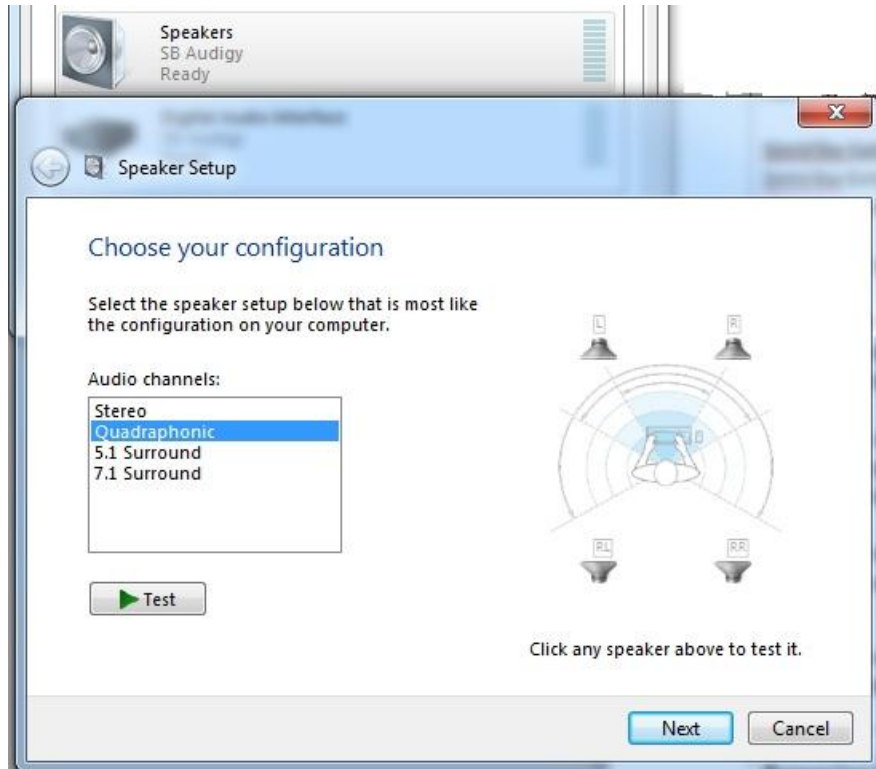 Speakers
SB Audigy
Ready
Speaker Setup
Choose your configuration
Select the speaker setup below that is most like
the configuration on your computer.
Audio channels:
Stereo
Quadraphonic
5.1 Surround
7.1 Surround
Test
L
R
RL
RR
Click any speaker above to test it.
Next
Cancel